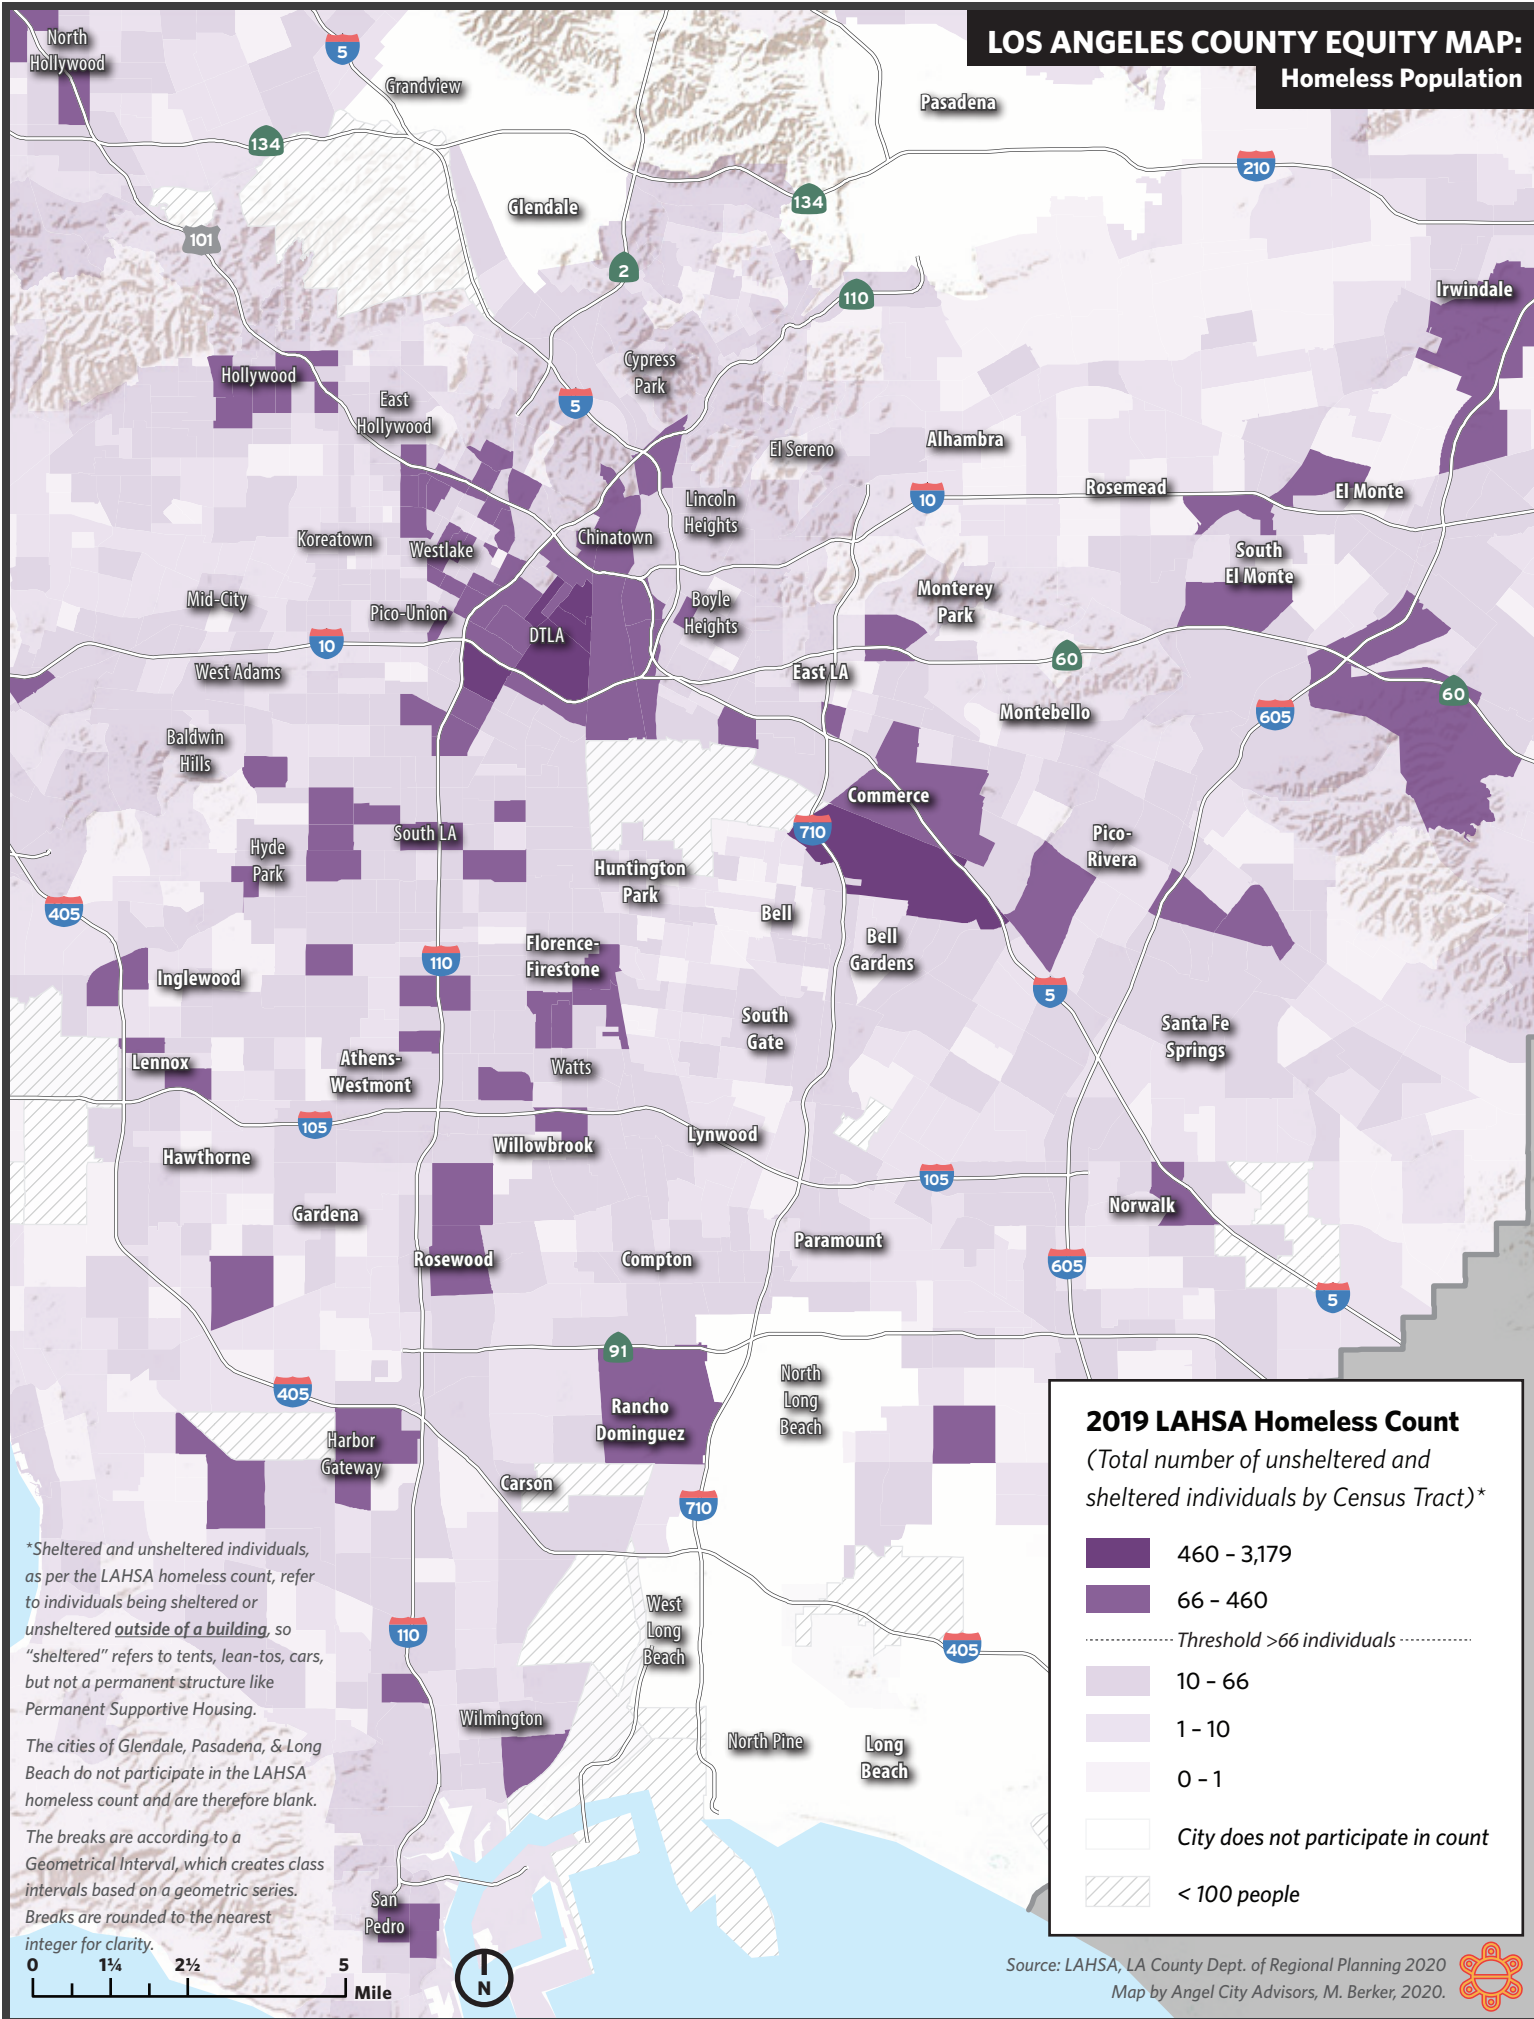 LOS ANGELES COUNTY EQUITY MAP:
Homeless Population
North
Hollywood
5
Grandview
Pasadena
134
210
134
Glendale
101
2
110
Irwindale
Cypress
Park
Hollywood
5
East
Hollywood
El Sereno
Alhambra
10
Rosemead
El Monte
Lincoln
Heights
Koreatown
Westlake
Chinatown
South
El Monte
Mid-City
Pico-Union
DTLA
Boyle
Heights
Monterey
Park
10
60
West Adams
East LA
60
Montebello
605
Baldwin
Hills
Commerce
710
South LA
Pico-
Rivera
Hyde
Park
Huntington
Park
405
Bell
Bell
Gardens
Florence-
Firestone
110
Inglewood
5
South
Gate
Santa Fe
Springs
Lennox
Athens-
Westmont
Watts
105
Willowbrook
Lynwood
Hawthorne
105
Norwalk
Gardena
Rosewood
Compton
Paramount
605
5
91
North
Long
Beach
405
Rancho
Dominguez
Harbor
Gateway
Carson
710
West
Long
Beach
110
405
Wilmington
North Pine
Long
Beach
San
Pedro
2019 LAHSA Homeless Count
(Total number of unsheltered and
sheltered individuals by Census Tract)*
460 - 3,179
66 - 460
Threshold >66 individuals
10 - 66
1 - 10
0 - 1
City does not participate in count
< 100 people
*Sheltered and unsheltered individuals,
as per the LAHSA homeless count, refer
to individuals being sheltered or
unsheltered outside of a building, so
“sheltered” refers to tents, lean-tos, cars,
but not a permanent structure like
Permanent Supportive Housing.
The cities of Glendale, Pasadena, & Long
Beach do not participate in the LAHSA
homeless count and are therefore blank.
The breaks are according to a
Geometrical Interval, which creates class
intervals based on a geometric series.
Breaks are rounded to the nearest
integer for clarity.
0 1¼ 2½ 5
Mile
N
Source: LAHSA, LA County Dept. of Regional Planning 2020
Map by Angel City Advisors, M. Berker, 2020.